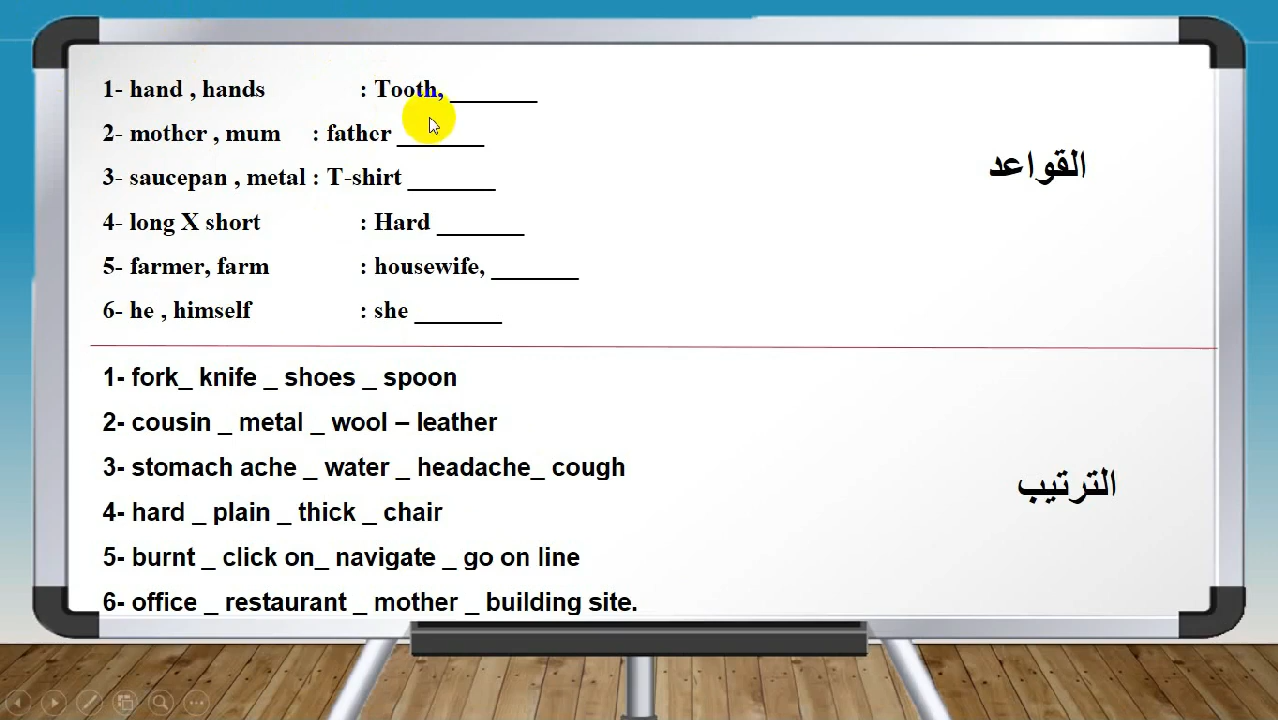 1- hand , hands : Tooth, _______
2- mother , mum : father _______
3- saucepan , metal : T-shirt _______
4- long X short : Hard _______
5- farmer, farm : housewife, _______
6- he , himself : she _______
القواعد
1- fork_ knife _ shoes _ spoon
2- cousin _ metal _ wool – leather
3- stomach ache _ water _ headache_ cough
4- hard _ plain _ thick _ chair
5- burnt _ click on_ navigate _ go on line
6- office _ restaurant _ mother _ building site.
الترتيب